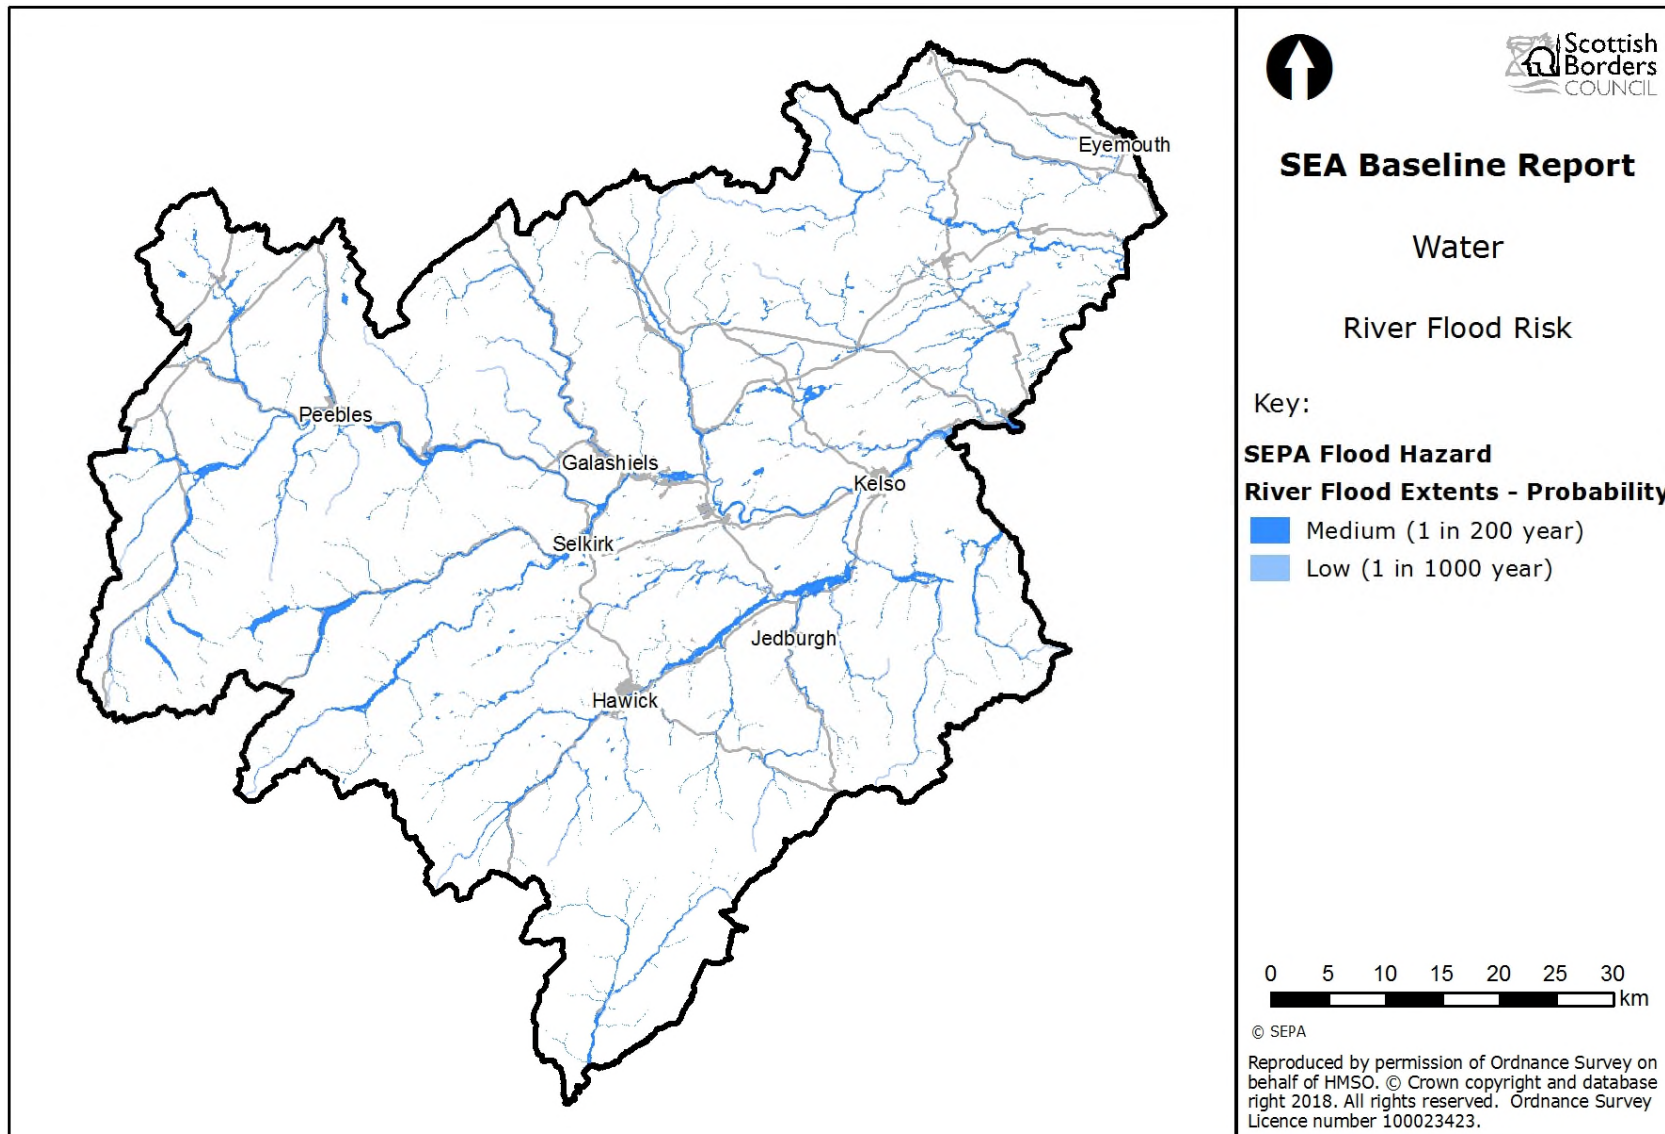 Scottish
Borders
COUNCIL
SEA Baseline Report
Water
River Flood Risk
Key:
SEPA Flood Hazard
River Flood Extents - Probability
Medium (1 in 200 year)
Low (1 in 1000 year)
Eyemouth
Peebles
Galashiels
Kelso
Selkirk
Jedburgh
Hawick
0 5 10 15 20 25 30
km
© SEPA
Reproduced by permission of Ordnance Survey on
behalf of HMSO. © Crown copyright and database
right 2018. All rights reserved. Ordnance Survey
Licence number 100023423.